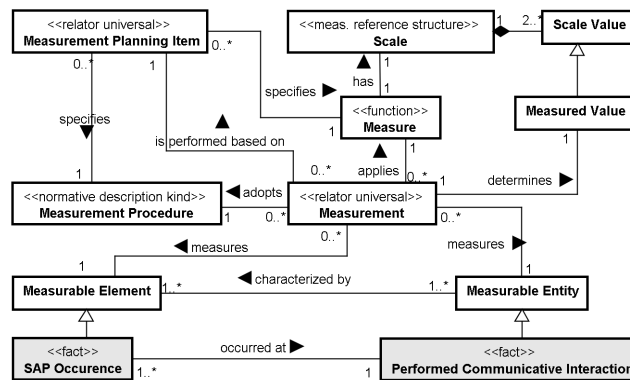 <<relator universal>>
Measurement Planning Item
<<meas. reference structure>>
Scale
Scale Value
1
2..*
0..*
0..*
1
1
1
has
specifies
<<function>>
Measure
Measured Value
specifies
1
1
1
is performed based on
applies
0..*
0..*
1
determines
1
<<normative description kind>>
Measurement Procedure
adopts
1
0..*
<<relator universal>>
Measurement
0..*
0..*
measures
measures
1
1
Measurable Element
characterized by
1..*
1..*
Measurable Entity
<<fact>>
SAP Occurence
occurred at
1..*
1
<<fact>>
Performed Communicative Interaction